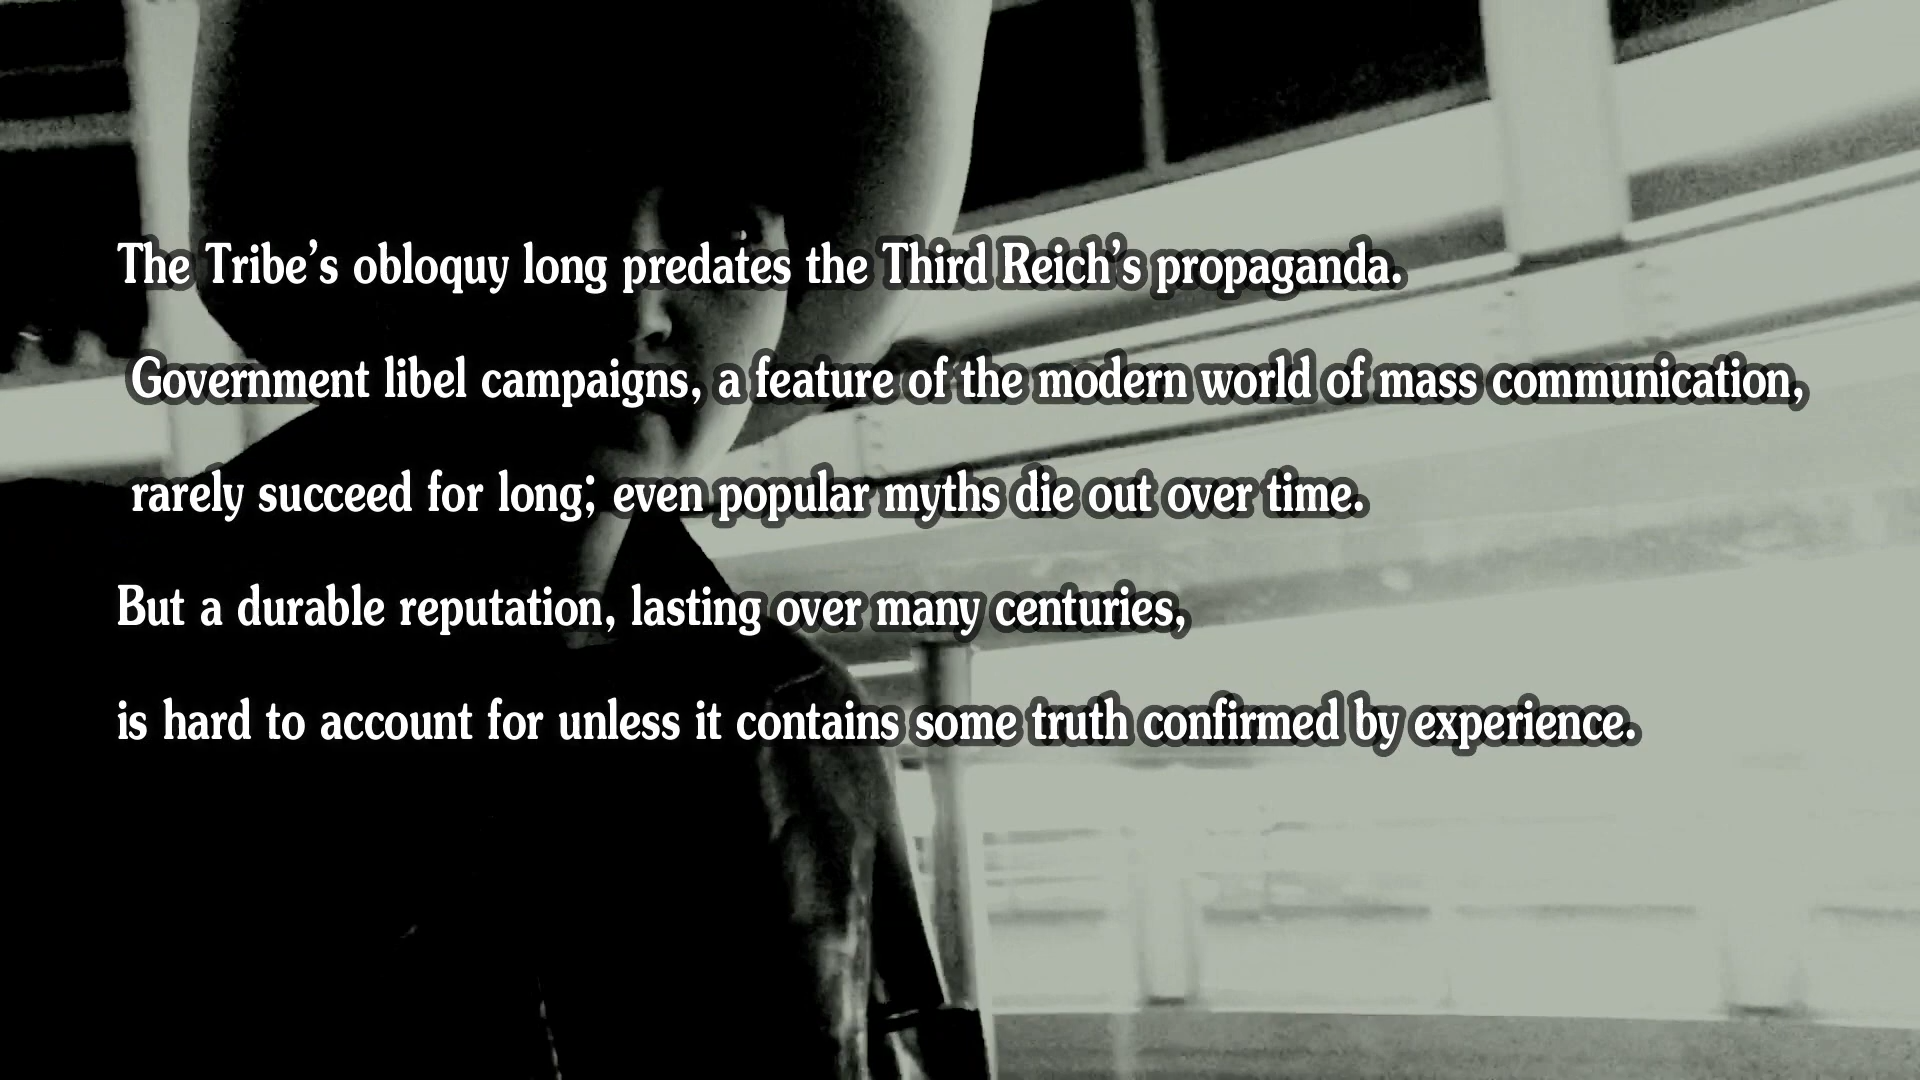 The Tribe’s obloquy long predates the Third Reich’s propaganda.
Government libel campaigns, a feature of the modern world of mass communication,
rarely succeed for long; even popular myths die out over time.
But a durable reputation, lasting over many centuries,
is hard to account for unless it contains some truth confirmed by experience.